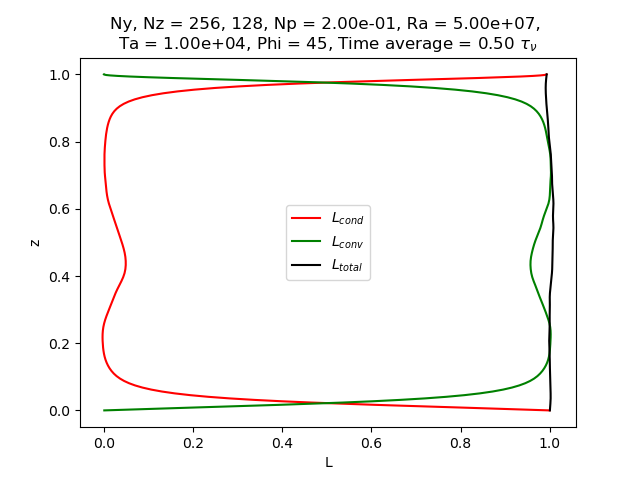 Ny, Nz = 256, 128, Np = 2.00e-01, Ra = 5.00e+07,
Ta = 1.00e+04, Phi = 45, Time average = 0.50 τ_ν
1.0
0.8
0.6
0.4
0.2
0.0
z
L_cond
L_conv
L_total
0.0 0.2 0.4 0.6 0.8 1.0
L